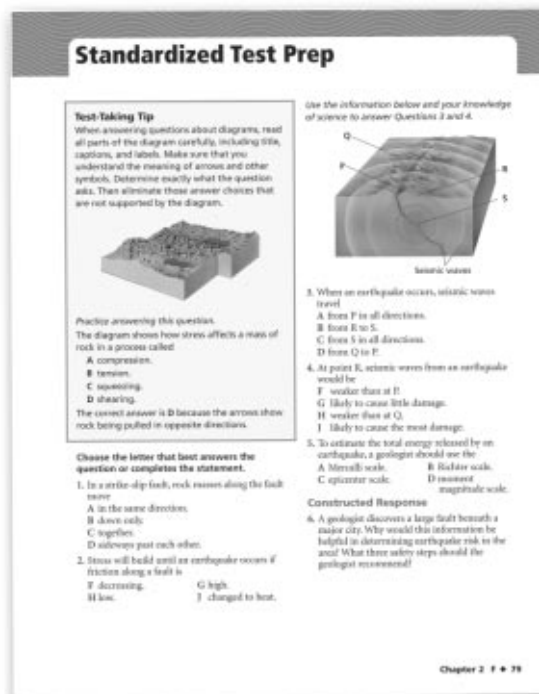 Standardized Test Prep
Test-Taking Tip
When answering questions about diagrams, read
all parts of the diagram carefully, including title,
captions, and labels. Make sure that you
understand the meaning of arrows and other
symbols. Determine exactly what the question
asks. Then eliminate those answer choices that
are not supported by the diagram.
Practice answering this question.
The diagram shows how stress affects a mass of
rock in a process called
A compression.
B tension.
C squeezing.
D shearing.
The correct answer is D because the arrows show
rock being pulled in opposite directions.
Choose the letter that best answers the
question or completes the statement.
1. In a strike-slip fault, rock masses along the fault
move
A in the same direction.
B down only.
C together.
D sideways past each other.
2. Stress will build until an earthquake occurs if
friction along a fault is
F decreasing. G high.
H low. J changed to heat.
Use the information below and your knowledge
of science to answer Questions 3 and 4.
Q
P
R
S
Seismic waves
3. When an earthquake occurs, seismic waves
travel
A from P in all directions.
B from R to S.
C from S in all directions.
D from Q to P.
4. At point R, seismic waves from an earthquake
would be
F weaker than at P.
G likely to cause little damage.
H weaker than at Q.
J likely to cause the most damage.
5. To estimate the total energy released by an
earthquake, a geologist should use the
A Mercalli scale. B Richter scale.
C epicenter scale. D moment
magnitude scale.
Constructed Response
6. A geologist discovers a large fault beneath a
major city. Why would this information be
helpful in determining earthquake risk in the
area? What three safety steps should the
geologist recommend?
Chapter 2 F ◆ 79